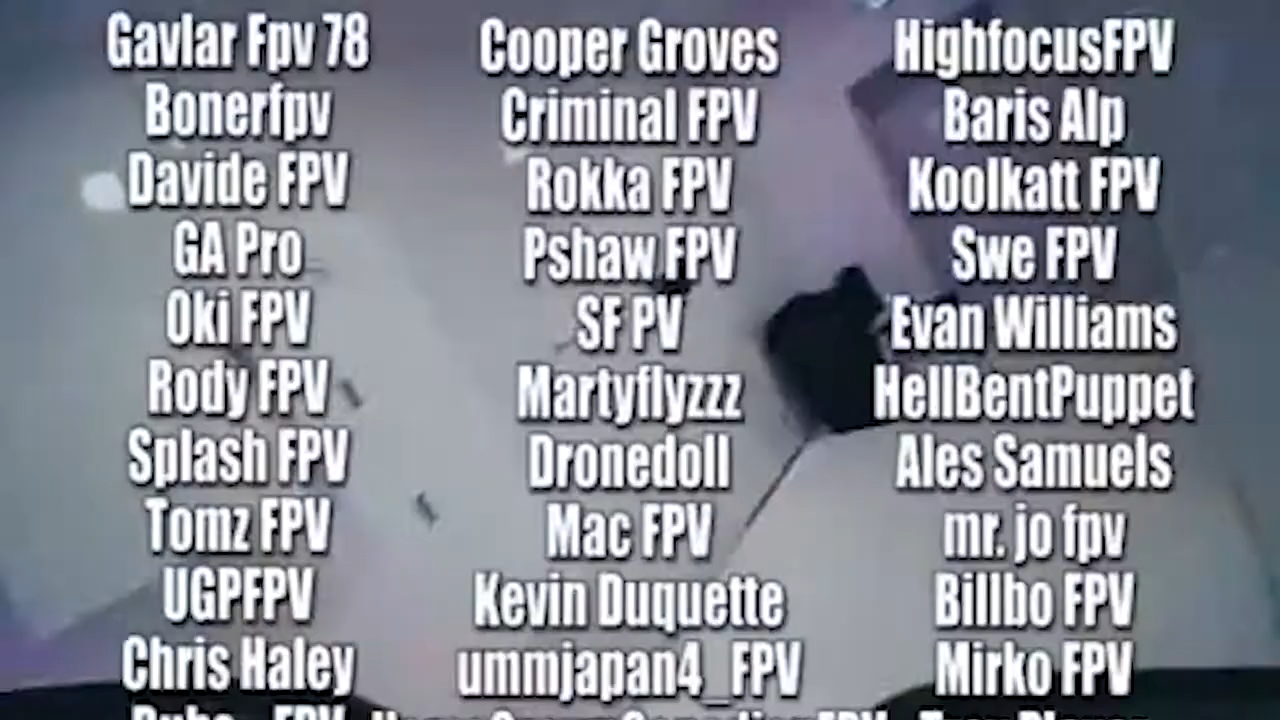 Gavlar Fpv 78 Cooper Groves HighfocusFPV
Bonerfpv Criminal FPV Baris Alp
Davide FPV Rokka FPV Koolkatt FPV
GA Pro Pshaw FPV Swe FPV
Oki FPV SF PV Evan Williams
Rody FPV Martyflyzzz HellBentPuppet
Splash FPV Dronedoll Ales Samuels
Tomz FPV Mac FPV mr. jo fpv
UGPFPV Kevin Duquette Billbo FPV
Chris Haley ummjapan4_FPV Mirko FPV